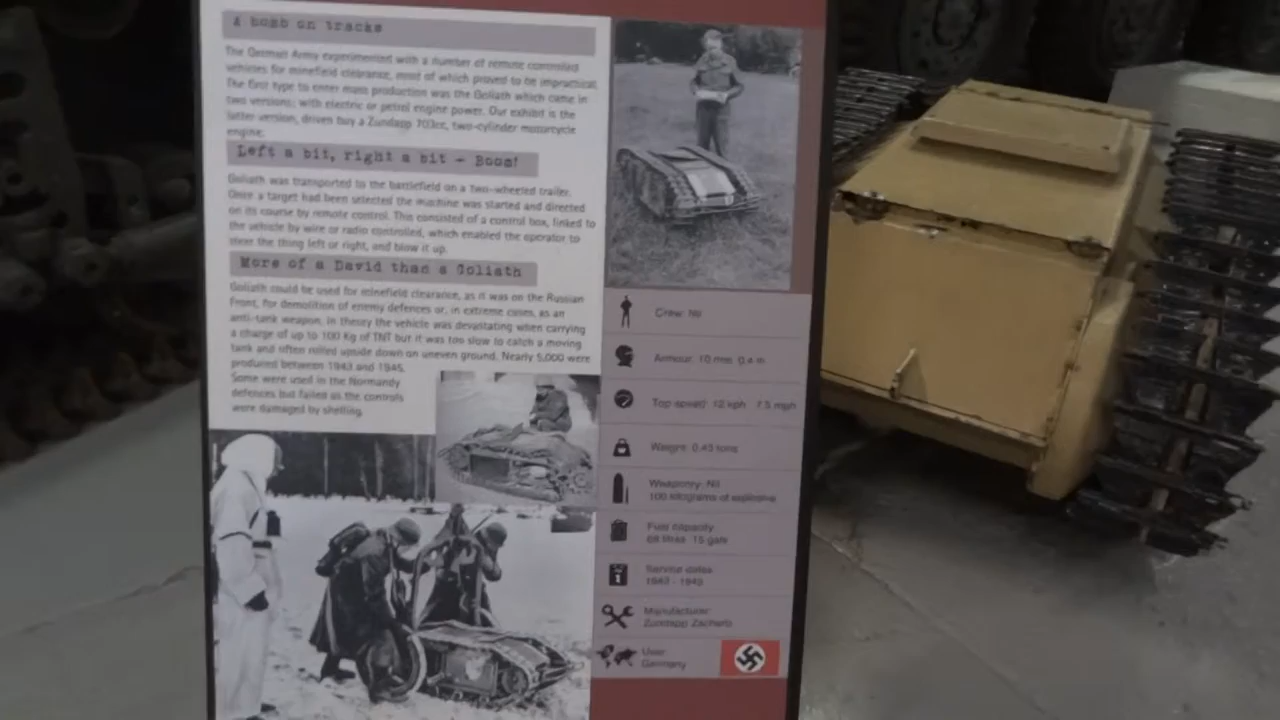 A bomb on tracks
The German Army experimented with a number of remote controlled
vehicles for minefield clearance, most of which proved to be impractical.
The first type to enter mass production was the Goliath which came in
two versions; with electric or petrol engine power. Our exhibit is the
latter version, driven buy a Zundapp 703cc, two-cylinder motorcycle
engine.
Left a bit, right a bit - Boom!
Goliath was transported to the battlefield on a two-wheeled trailer.
Once a target had been selected the machine was started and directed
on its course by remote control. This consisted of a control box, linked to
the vehicle by wire or radio controlled, which enabled the operator to
steer the thing left or right, and blow it up.
More of a David than a Goliath
Goliath could be used for minefield clearance, as it was on the Russian
Front, for demolition of enemy defences or, in extreme cases, as an
anti-tank weapon. In theory the vehicle was devastating when carrying
a charge of up to 100 Kg of TNT but it was too slow to catch a moving
tank and often rolled upside down on uneven ground. Nearly 5,000 were
produced between 1943 and 1945.
Some were used in the Normandy
defences but failed as the controls
were damaged by shelling.
Crew: Nil
Armour: 10 mm 0.4 in
Top speed: 12 kph 7.5 mph
Weight: 0.43 tons
Weaponry: Nil
100 kilograms of explosive
Fuel capacity:
68 litres 15 gals
Service dates:
Manufacturer:
Zundapp
User:
Germany